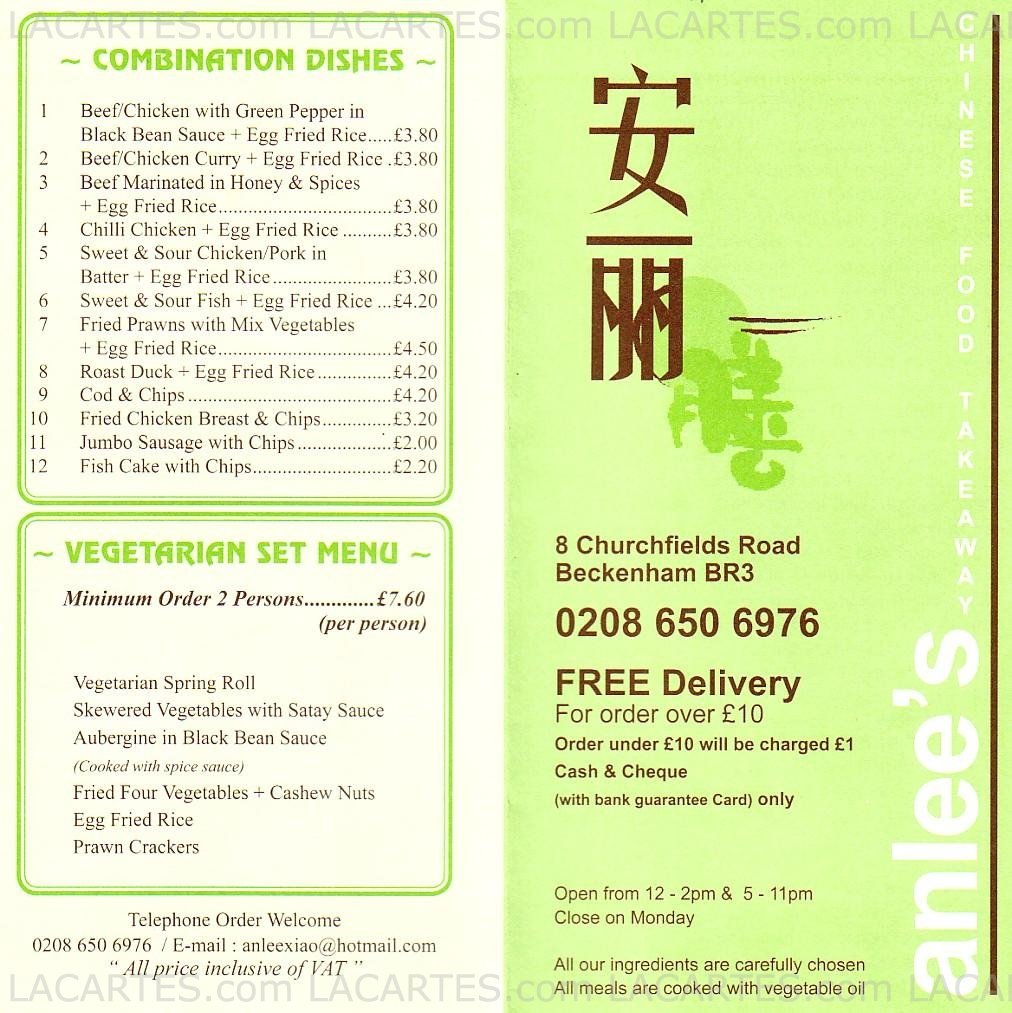 LACARTES.com LACARTES.com LACARTES.com LACA
~ COMBINATION DISHES ~
1 Beef/Chicken with Green Pepper in
Black Bean Sauce + Egg Fried Rice.....£3.80
2 Beef/Chicken Curry + Egg Fried Rice .£3.80
3 Beef Marinated in Honey & Spices
+ Egg Fried Rice...................................£3.80
4 Chilli Chicken + Egg Fried Rice ..........£3.80
5 Sweet & Sour Chicken/Pork in
Batter + Egg Fried Rice........................£3.80
6 Sweet & Sour Fish + Egg Fried Rice ...£4.20
7 Fried Prawns with Mix Vegetables
+ Egg Fried Rice...................................£4.50
8 Roast Duck + Egg Fried Rice...............£4.20
9 Cod & Chips.........................................£4.20
10 Fried Chicken Breast & Chips..............£3.20
11 Jumbo Sausage with Chips...................£2.00
12 Fish Cake with Chips............................£2.20
~ VEGETARIAN SET MENU ~
Minimum Order 2 Persons.............£7.60
(per person)
Vegetarian Spring Roll
Skewered Vegetables with Satay Sauce
Aubergine in Black Bean Sauce
(Cooked with spice sauce)
Fried Four Vegetables + Cashew Nuts
Egg Fried Rice
Prawn Crackers
Telephone Order Welcome
0208 650 6976 / E-mail : anleexiao@hotmail.com
“ All price inclusive of VAT ”
安
丽
8 Churchfields Road
Beckenham BR3
0208 650 6976
FREE Delivery
For order over £10
Order under £10 will be charged £1
Cash & Cheque
(with bank guarantee Card) only
Open from 12 - 2pm & 5 - 11pm
Close on Monday
All our ingredients are carefully chosen
All meals are cooked with vegetable oil
CHINESE FOOD TAKEAWAY
anlee's
LACARTES.com LACARTES.com LACARTES.com LACA